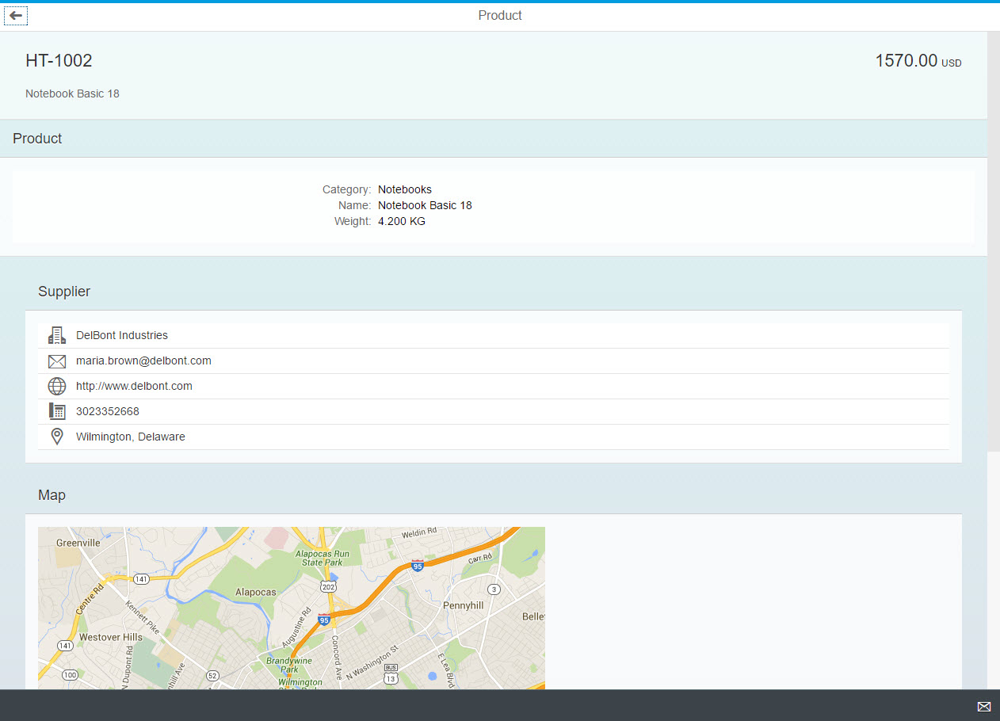 Product
HT-1002
1570.00 USD
Notebook Basic 18
Product
Category: Notebooks
Name: Notebook Basic 18
Weight: 4.200 KG
Supplier
DelBont Industries
maria.brown@delbont.com
http://www.delbont.com
3023352668
Wilmington, Delaware
Map
Greenville
Weldin Rd
Alapocas Run
State Park
Carr Rd
95
141
202
3
Alapocas
Centre Rd
Kennett Pike
Pennyhill
Belle
95
Augustine Rd
Westover Hills
141
Concord Ave
N Dupont Rd
N Washington St
E Lea Blvd
Brandywine
Park
BUS
13
100
52
Wilmington